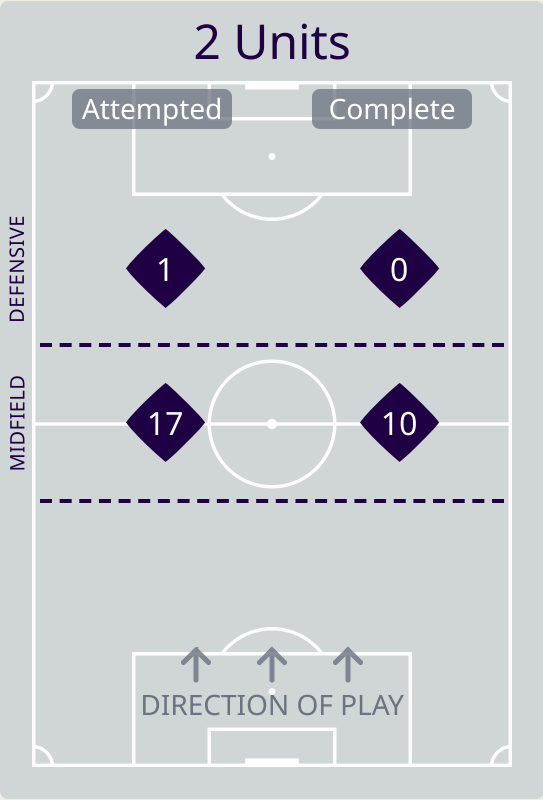 2 Units
Attempted Complete
DEFENSIVE
1 0
MIDFIELD
17 10
DIRECTION OF PLAY